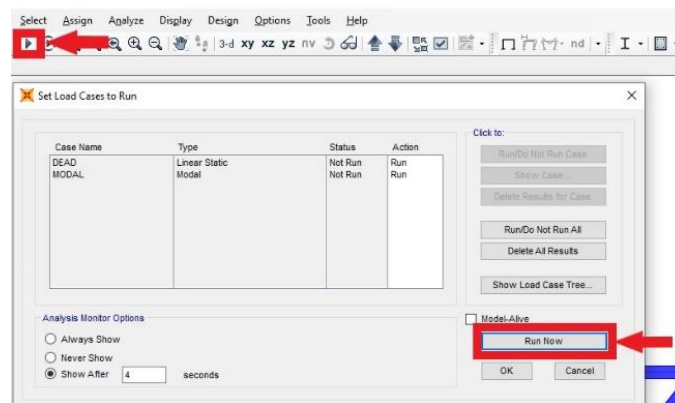 Select Assign Analyze Display Design Options Tools Help
3-d xy xz yz nv nd
Set Load Cases to Run
Click to:
Case Name Type Status Action
DEAD Linear Static Not Run Run
MODAL Modal Not Run Run
Run/Do Not Run Case
Show Case...
Delete Results for Case
Run/Do Not Run All
Delete All Results
Show Load Case Tree...
Analysis Monitor Options
Always Show
Never Show
Show After 4 seconds
Model-Alive
Run Now
OK Cancel